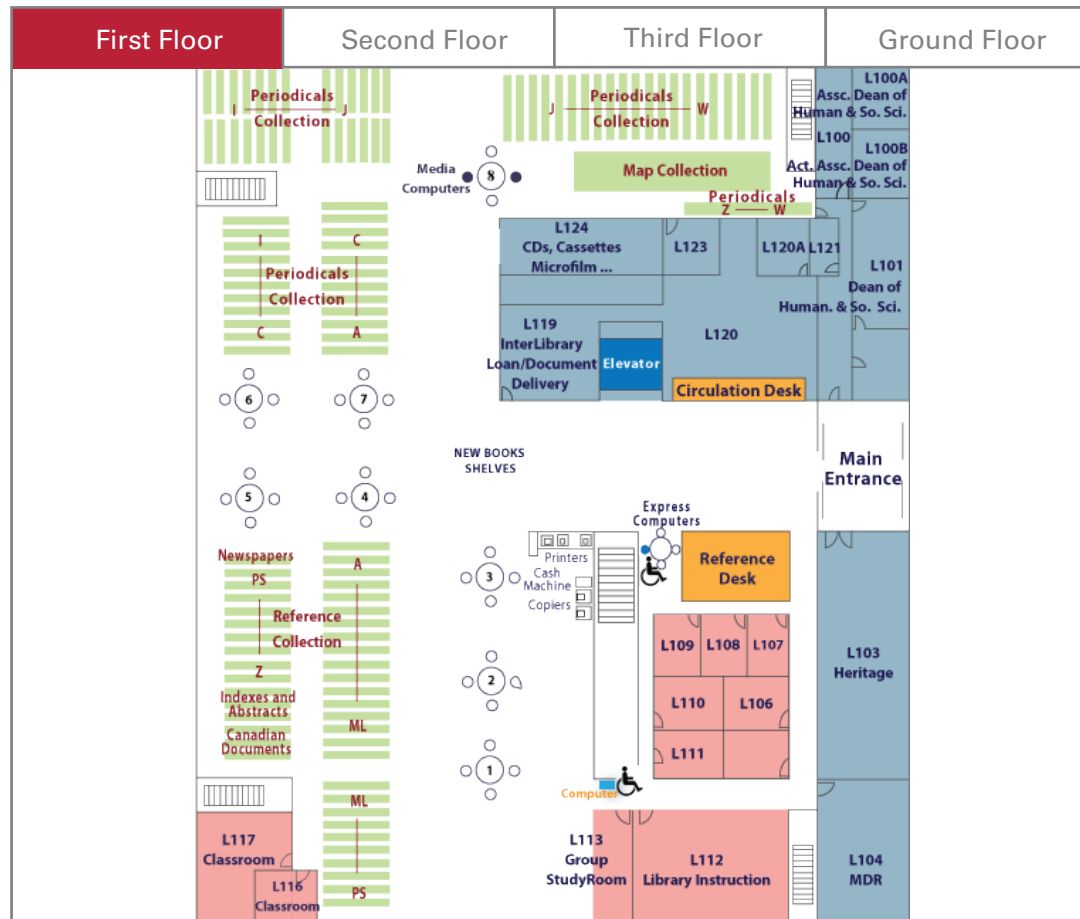 First Floor
Second Floor
Third Floor
Ground Floor
Periodicals
I J
Collection
Periodicals
J W
Collection
L100A
Assc. Dean of
Human & So. Sci.
L100
L100B
Act. Assc. Dean of
Human & So. Sci.
Media
Computers
8
Map Collection
Periodicals
Z W
I
C
Periodicals
Collection
C
A
L124
CDs, Cassettes
Microfilm ...
L123
L120A
L121
L101
Dean of
Human. & So. Sci.
L119
InterLibrary
Loan/Document
Delivery
Elevator
L120
Circulation Desk
6
7
NEW BOOKS
SHELVES
Main
Entrance
5
4
Express
Computers
Printers
Cash
Machine
Copiers
Reference
Desk
Newspapers
PS
A
Reference
Collection
Z
Indexes and
Abstracts
ML
Canadian
Documents
3
2
1
L109
L108
L107
L110
L106
L111
L103
Heritage
Computer
ML
PS
L117
Classroom
L116
Classroom
L113
Group
StudyRoom
L112
Library Instruction
L104
MDR